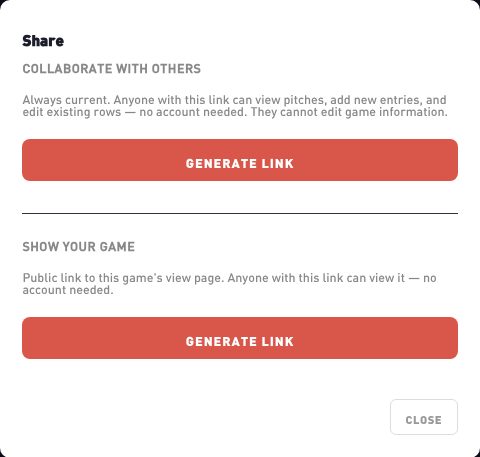 Share
COLLABORATE WITH OTHERS
Always current. Anyone with this link can view pitches, add new entries, and
edit existing rows — no account needed. They cannot edit game information.
GENERATE LINK
SHOW YOUR GAME
Public link to this game's view page. Anyone with this link can view it — no
account needed.
GENERATE LINK
CLOSE